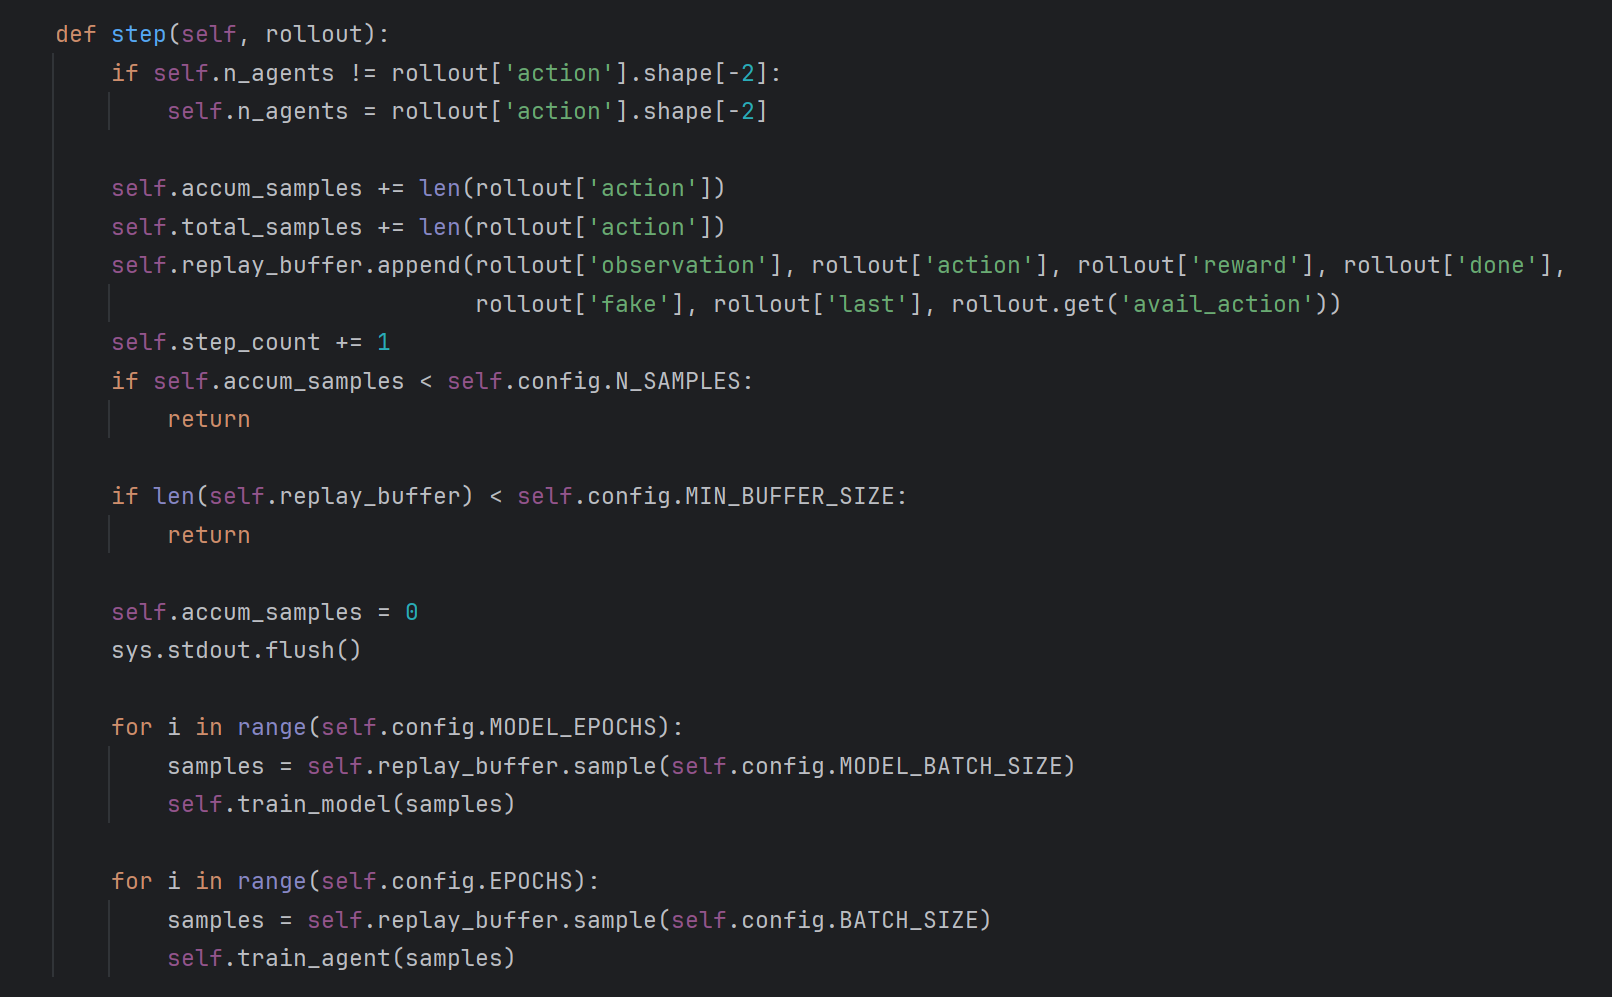 def step(self, rollout):
    if self.n_agents != rollout['action'].shape[-2]:
        self.n_agents = rollout['action'].shape[-2]

    self.accum_samples += len(rollout['action'])
    self.total_samples += len(rollout['action'])
    self.replay_buffer.append(rollout['observation'], rollout['action'], rollout['reward'], rollout['done'],
                              rollout['fake'], rollout['last'], rollout.get('avail_action'))
    self.step_count += 1
    if self.accum_samples < self.config.N_SAMPLES:
        return

    if len(self.replay_buffer) < self.config.MIN_BUFFER_SIZE:
        return

    self.accum_samples = 0
    sys.stdout.flush()

    for i in range(self.config.MODEL_EPOCHS):
        samples = self.replay_buffer.sample(self.config.MODEL_BATCH_SIZE)
        self.train_model(samples)

    for i in range(self.config.EPOCHS):
        samples = self.replay_buffer.sample(self.config.BATCH_SIZE)
        self.train_agent(samples)